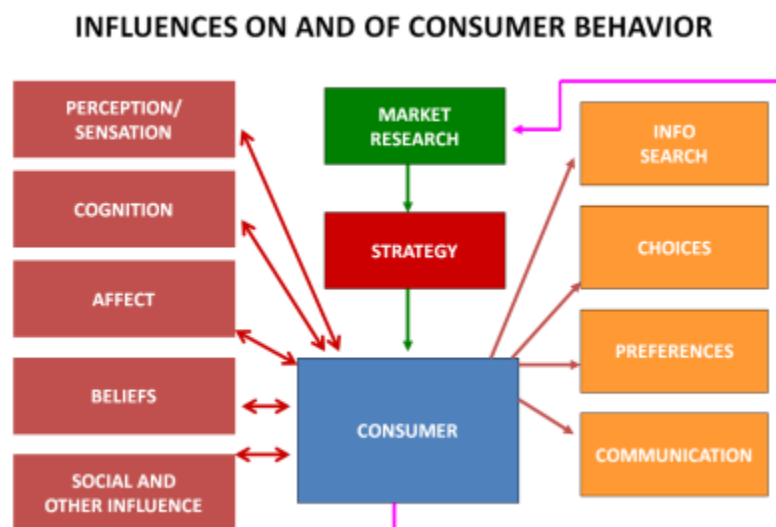 INFLUENCES ON AND OF CONSUMER BEHAVIOR
PERCEPTION/
SENSATION
COGNITION
AFFECT
BELIEFS
SOCIAL AND
OTHER INFLUENCE
MARKET
RESEARCH
STRATEGY
CONSUMER
INFO
SEARCH
CHOICES
PREFERENCES
COMMUNICATION